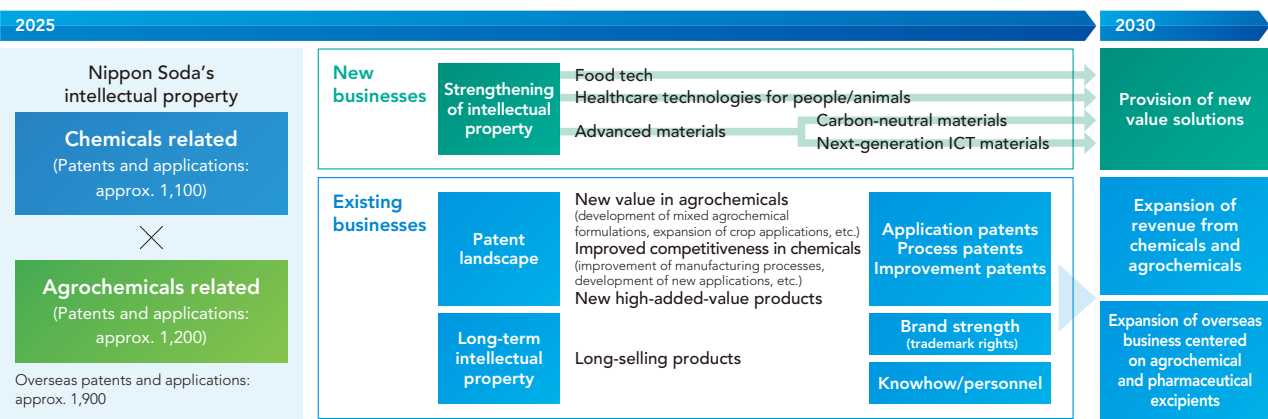 2025
2030
Nippon Soda’s
intellectual property
Chemicals related
(Patents and applications:
approx. 1,100)
Agrochemicals related
(Patents and applications:
approx. 1,200)
Overseas patents and applications:
approx. 1,900
New
businesses
Strengthening
of intellectual
property
Food tech
Healthcare technologies for people/animals
Advanced materials
Carbon-neutral materials
Next-generation ICT materials
Provision of new
value solutions
Existing
businesses
Patent
landscape
New value in agrochemicals
(development of mixed agrochemical
formulations, expansion of crop applications, etc.)
Improved competitiveness in chemicals
(improvement of manufacturing processes,
development of new applications, etc.)
New high-added-value products
Application patents
Process patents
Improvement patents
Long-term
intellectual
property
Long-selling products
Brand strength
(trademark rights)
Knowhow/personnel
Expansion of
revenue from
chemicals and
agrochemicals
Expansion of overseas
business centered
on agrochemical
and pharmaceutical
excipients